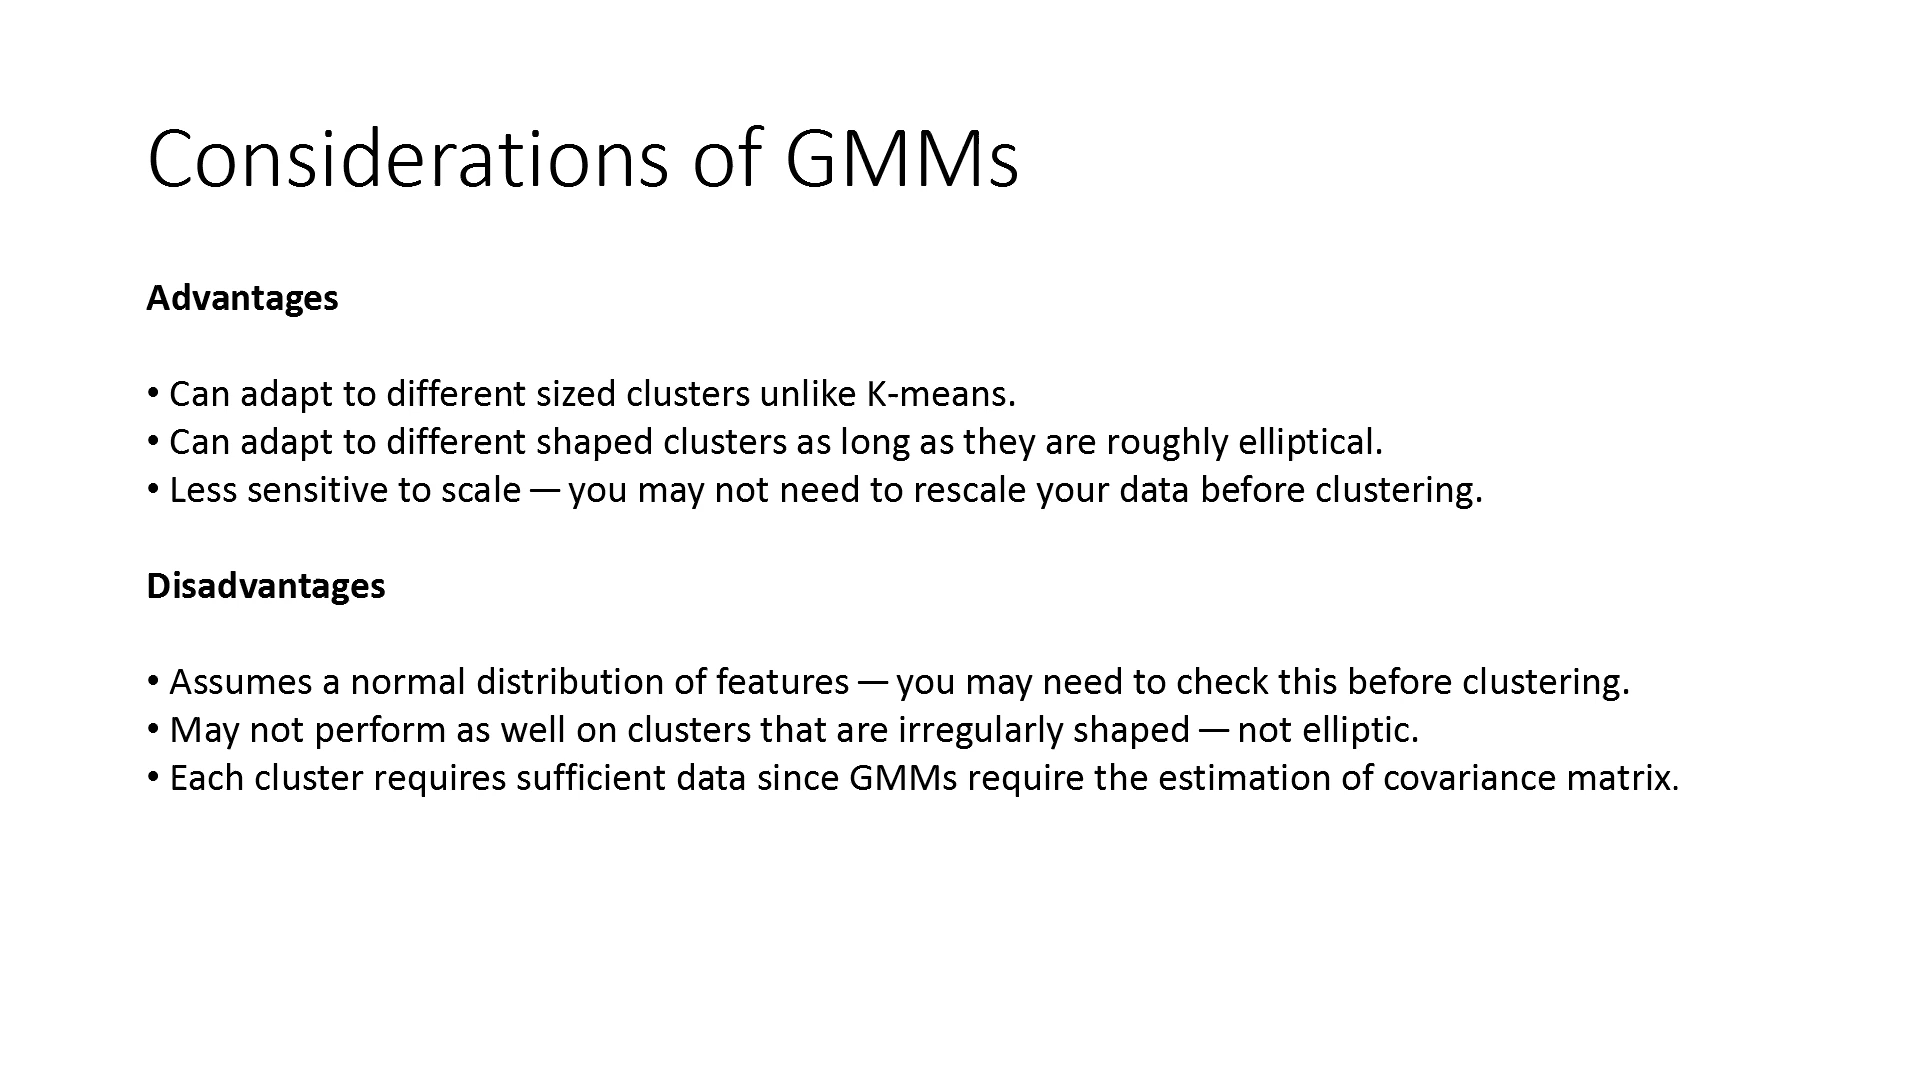 Considerations of GMMs
Advantages
• Can adapt to different sized clusters unlike K-means.
• Can adapt to different shaped clusters as long as they are roughly elliptical.
• Less sensitive to scale — you may not need to rescale your data before clustering.
Disadvantages
• Assumes a normal distribution of features — you may need to check this before clustering.
• May not perform as well on clusters that are irregularly shaped — not elliptic.
• Each cluster requires sufficient data since GMMs require the estimation of covariance matrix.